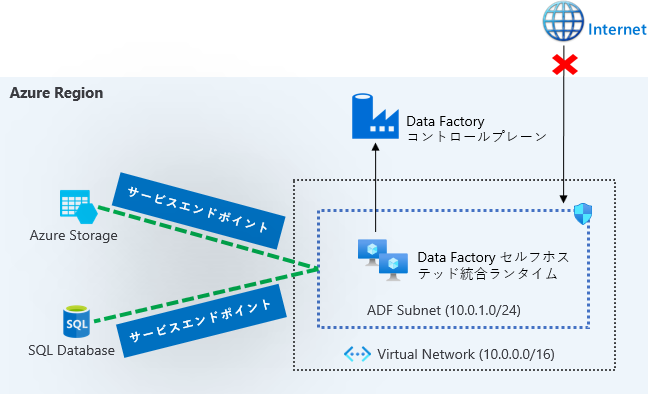 Internet
Azure Region
Data Factory
コントロールプレーン
サービスエンドポイント
Azure Storage
Data Factory セルフホス
テッド統合ランタイム
ADF Subnet (10.0.1.0/24)
SQL
サービスエンドポイント
SQL Database
Virtual Network (10.0.0.0/16)